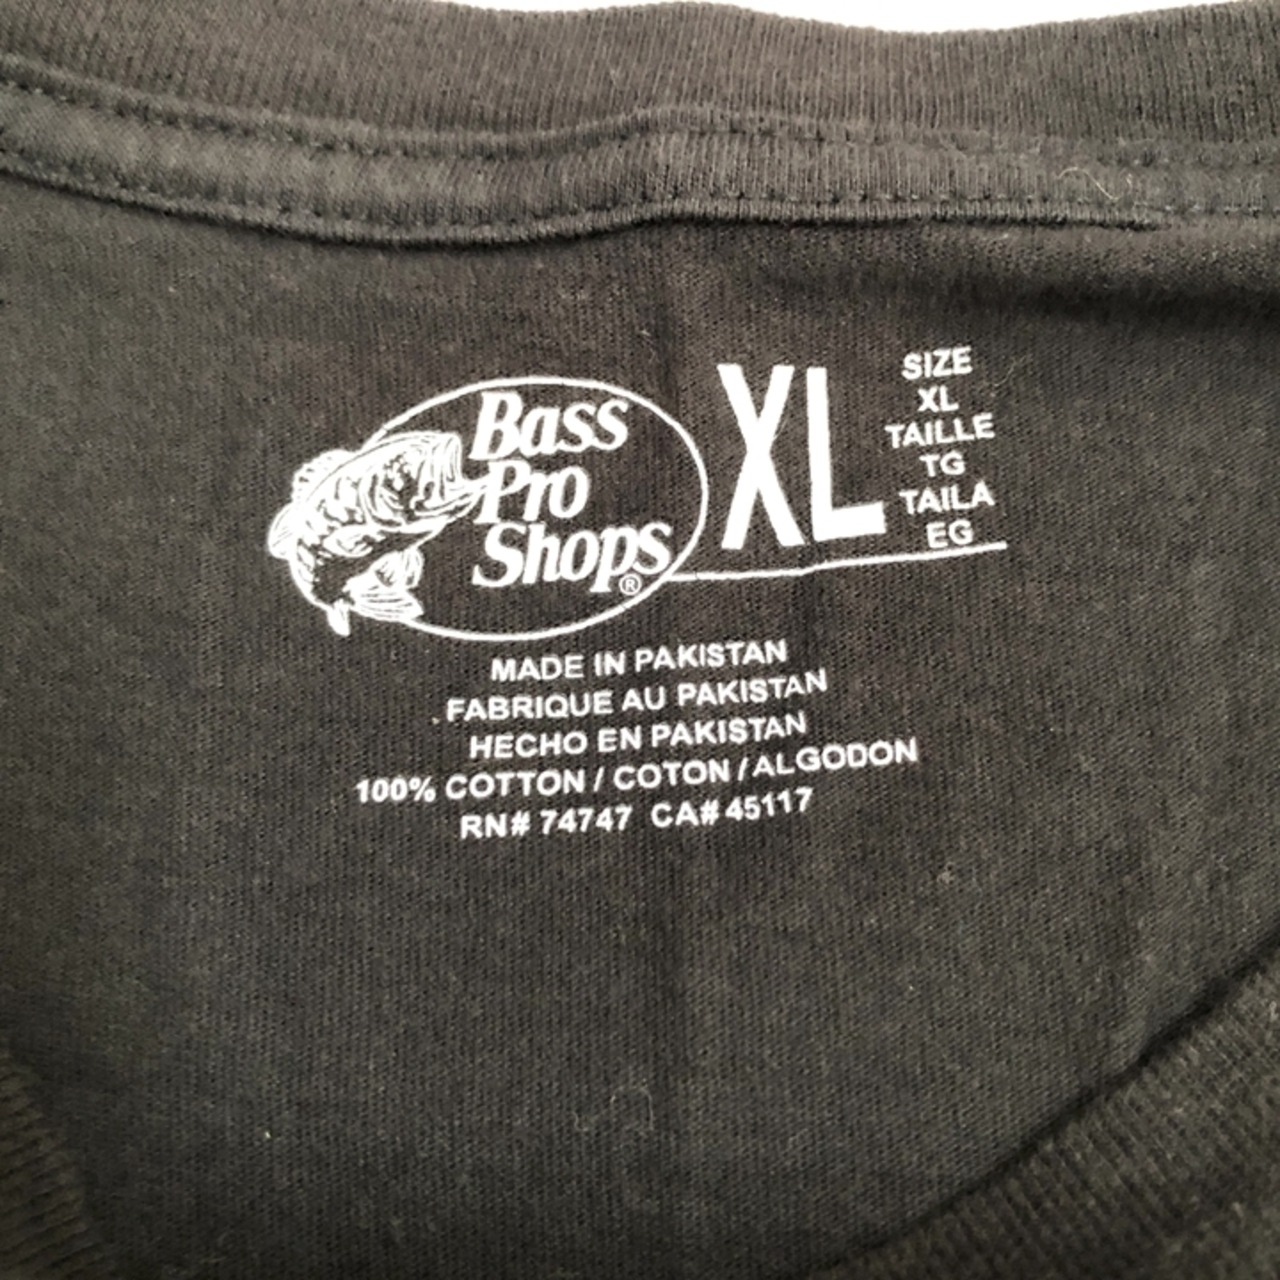 Bass
Pro
Shops®
XL
SIZE
XL
TAILLE
TG
TAILA
EG
MADE IN PAKISTAN
FABRIQUE AU PAKISTAN
HECHO EN PAKISTAN
100% COTTON / COTON / ALGODON
RN# 74747 CA# 45117